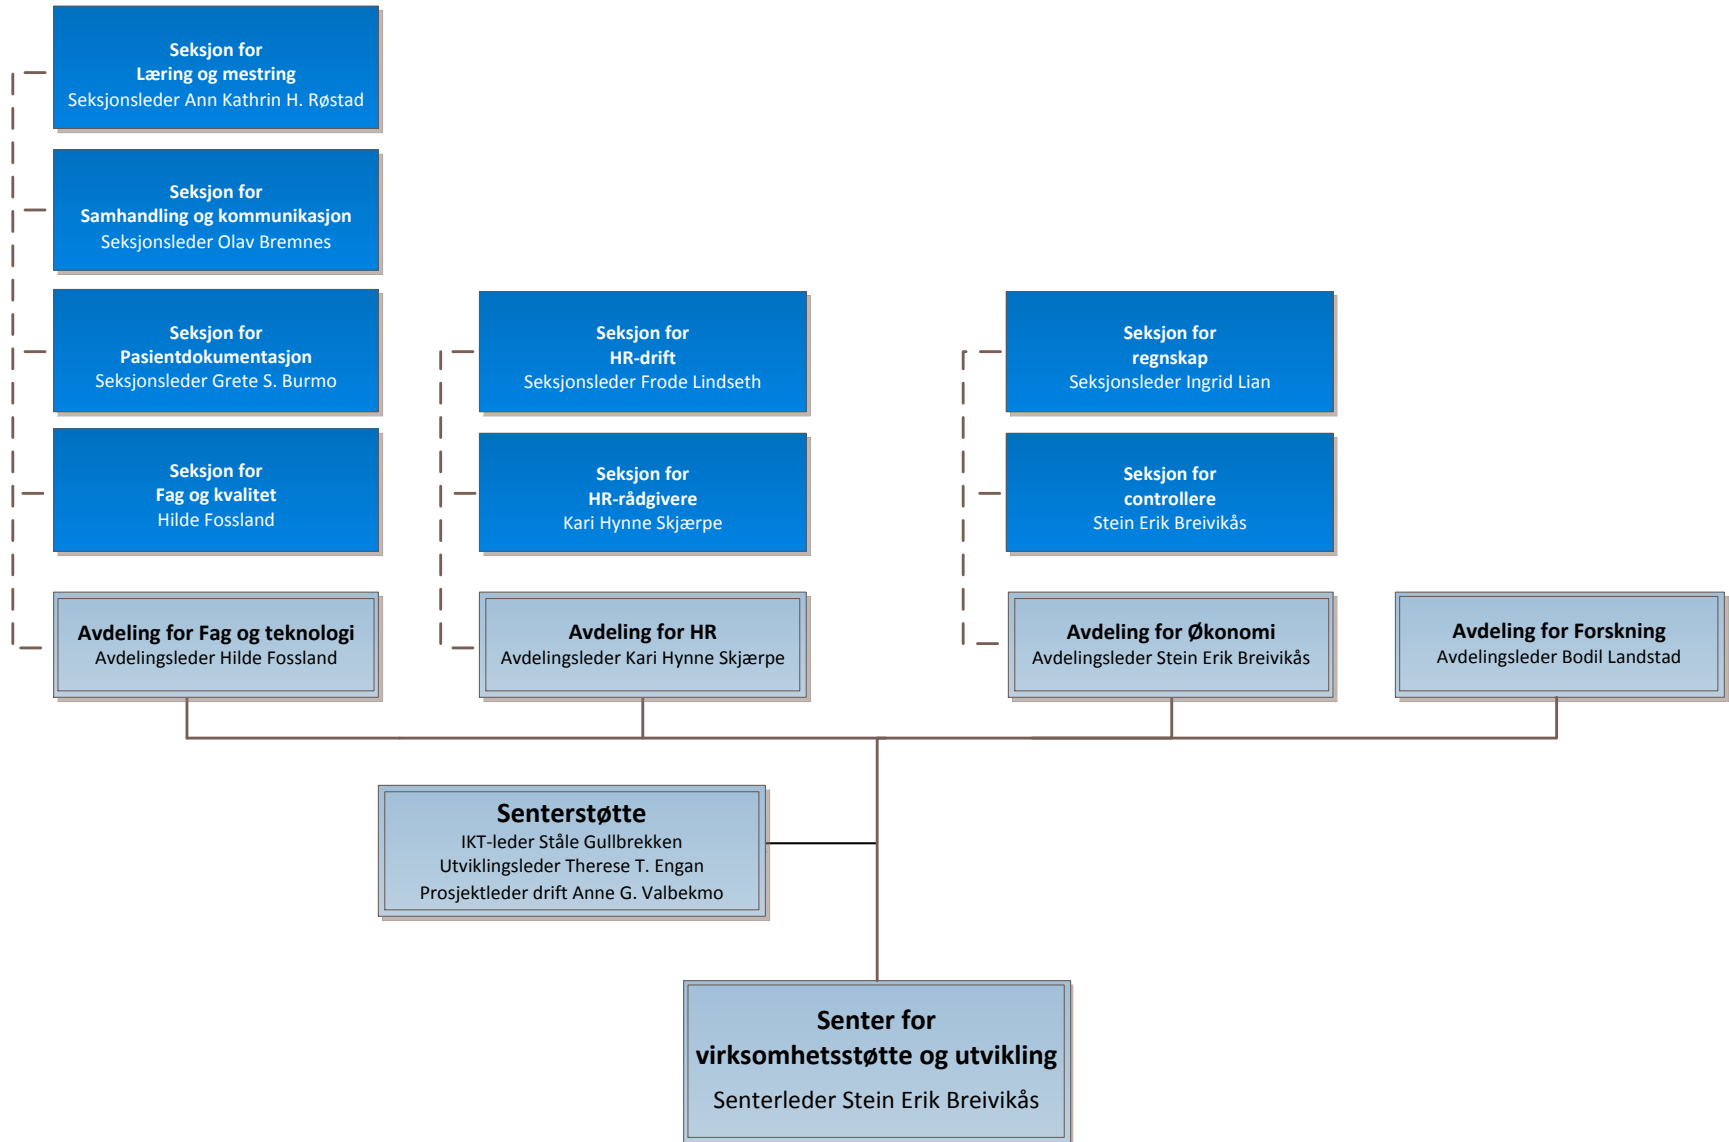 Seksjon for
Læring og mestring
Seksjonsleder Ann Kathrin H. Røstad
Seksjon for
Samhandling og kommunikasjon
Seksjonsleder Olav Bremnes
Seksjon for
Pasientdokumentasjon
Seksjonsleder Grete S. Burmo
Seksjon for
HR-drift
Seksjonsleder Frode Lindseth
Seksjon for
regnskap
Seksjonsleder Ingrid Lian
Seksjon for
Fag og kvalitet
Hilde Fossland
Seksjon for
HR-rådgivere
Kari Hynne Skjærpe
Seksjon for
controllere
Stein Erik Breivikås
Avdeling for Fag og teknologi
Avdelingsleder Hilde Fossland
Avdeling for HR
Avdelingsleder Kari Hynne Skjærpe
Avdeling for Økonomi
Avdelingsleder Stein Erik Breivikås
Avdeling for Forskning
Avdelingsleder Bodil Landstad
Senterstøtte
IKT-leder Ståle Gullbrekken
Utviklingsleder Therese T. Engan
Prosjektleder drift Anne G. Valbekmo
Senter for
virksomhetsstøtte og utvikling
Senterleder Stein Erik Breivikås